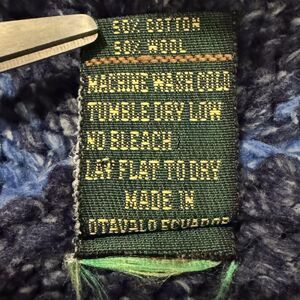 50% COTTON
50% WOOL
MACHINE WASH COLD
TUMBLE DRY LOW
NO BLEACH
LAY FLAT TO DRY
MADE IN
OTAVALO ECUADOR